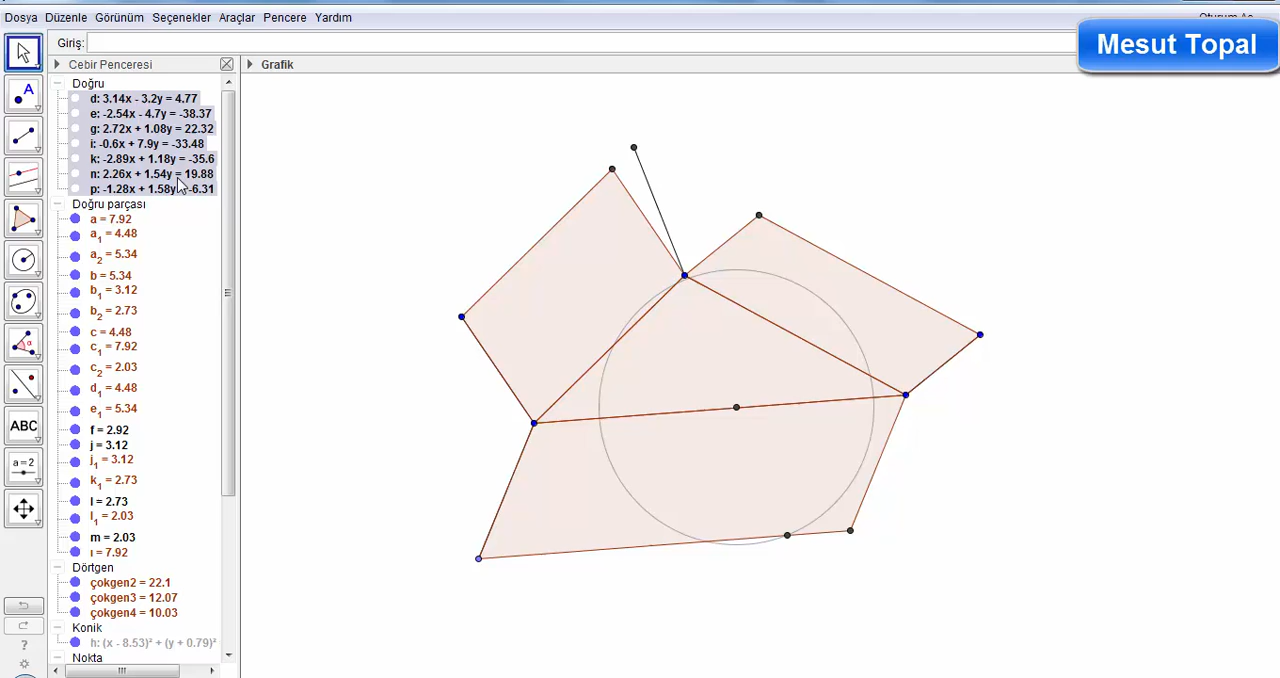 Dosya Düzenle Görünüm Seçenekler Araçlar Pencere Yardım
Mesut Topal
Giriş:
Cebir Penceresi
Grafik
Doğru
d: 3.14x - 3.2y = 4.77
e: -2.54x - 4.7y = -38.37
g: 2.72x + 1.08y = 22.32
i: -0.6x + 7.9y = -33.48
k: -2.89x + 1.18y = -35.6
n: 2.26x + 1.54y = 19.88
p: -1.28x + 1.58y -6.31
Doğru parçası
a = 7.92
a1 = 4.48
a2 = 5.34
b = 5.34
b1 = 3.12
b2 = 2.73
c = 4.48
c1 = 7.92
c2 = 2.03
d1 = 4.48
e1 = 5.34
f = 2.92
j = 3.12
j1 = 3.12
k1 = 2.73
l = 2.73
l1 = 2.03
m = 2.03
ı = 7.92
Dörtgen
çokgen2 = 22.1
çokgen3 = 12.07
çokgen4 = 10.03
Konik
h: (x - 8.53)² + (y + 0.79)²
Nokta
A
α
ABC
a=2
?